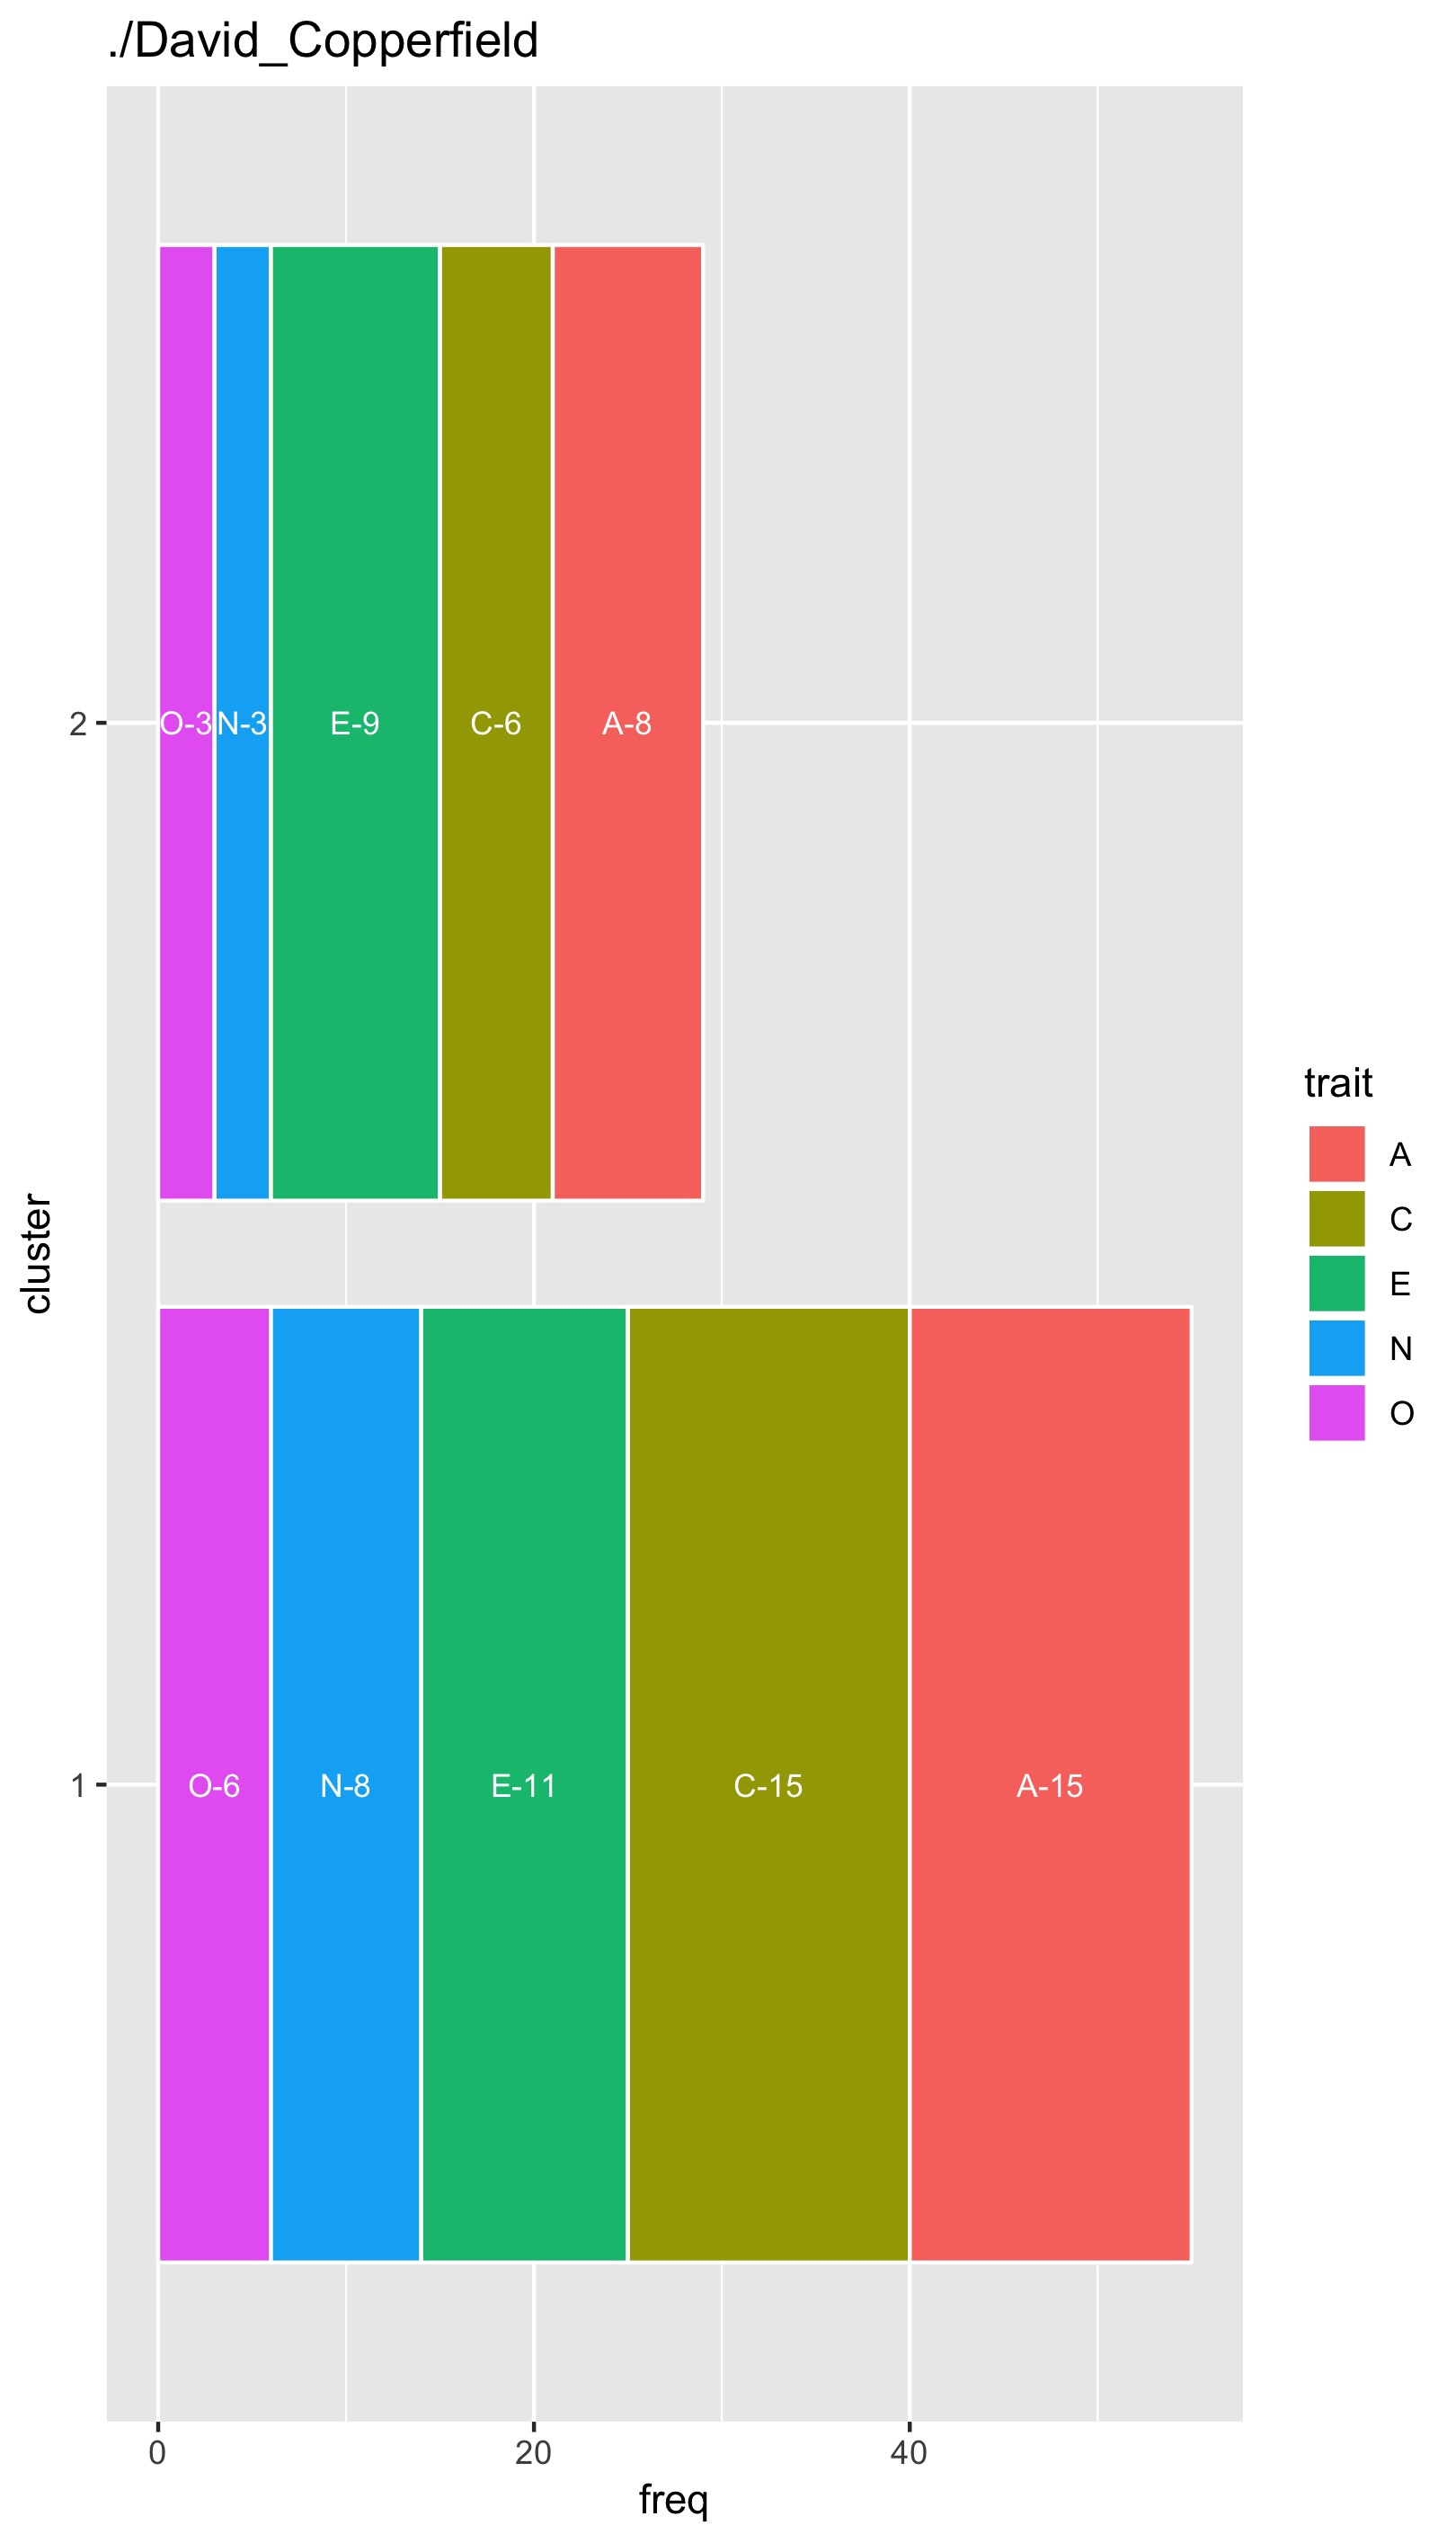 ./David_Copperfield
2
O-3 N-3 E-9 C-6 A-8
cluster
1
O-6 N-8 E-11 C-15 A-15
0 20 40
freq
trait
A
C
E
N
O